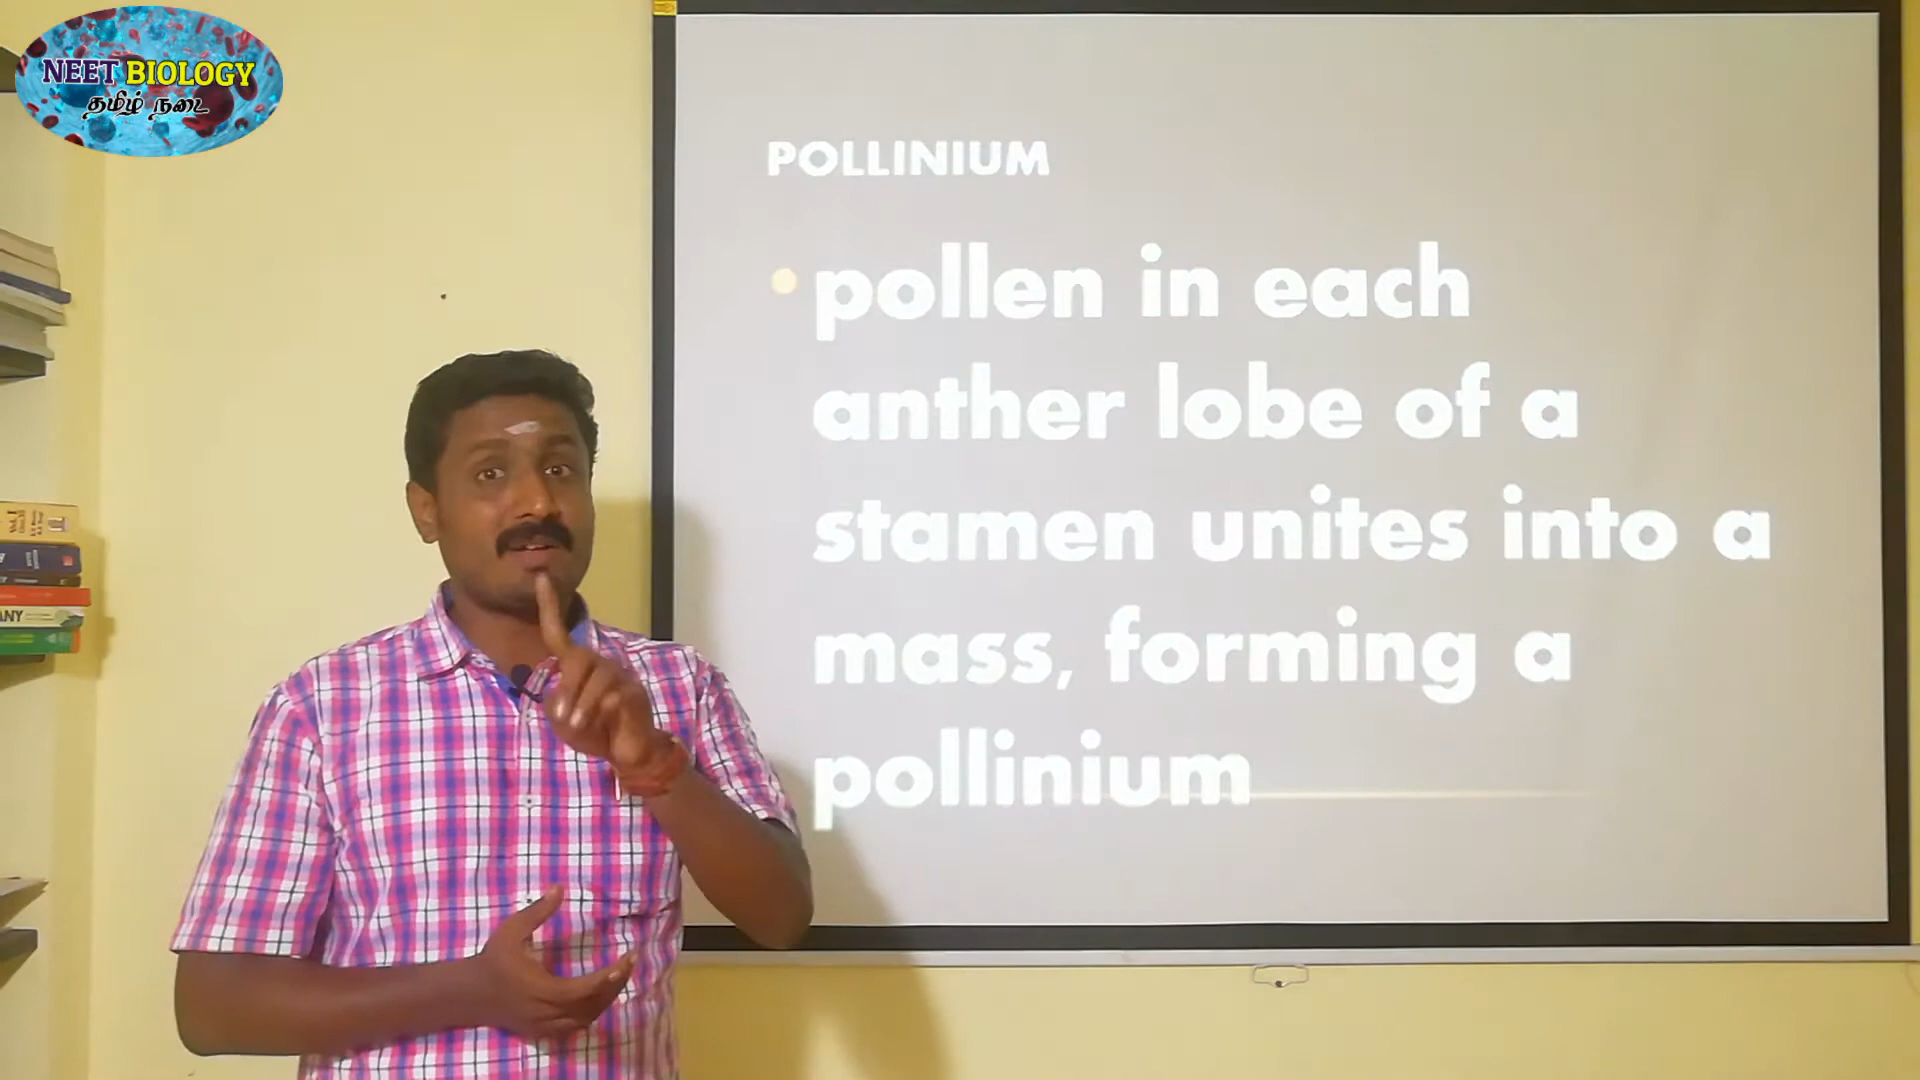 NEET BIOLOGY
தமிழ் நடை
POLLINIUM
• pollen in each
anther lobe of a
stamen unites into a
mass, forming a
pollinium
ANY